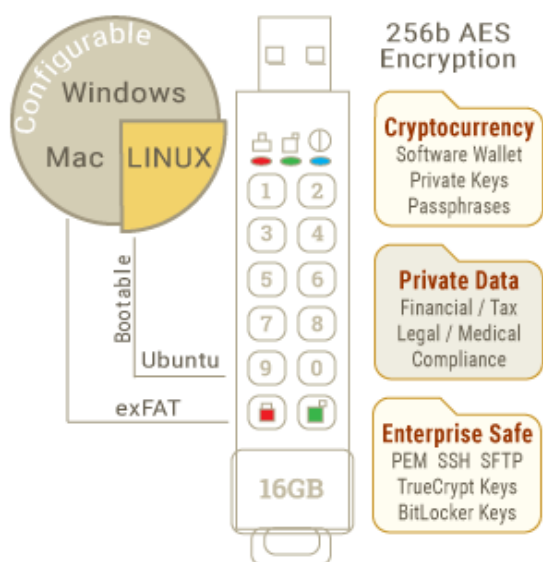 Configurable
Windows
Mac
LINUX
Bootable
Ubuntu
exFAT
1 2
3 4
5 6
7 8
9 0
16GB
256b AES
Encryption
Cryptocurrency
Software Wallet
Private Keys
Passphrases
Private Data
Financial / Tax
Legal / Medical
Compliance
Enterprise Safe
PEM SSH SFTP
TrueCrypt Keys
BitLocker Keys